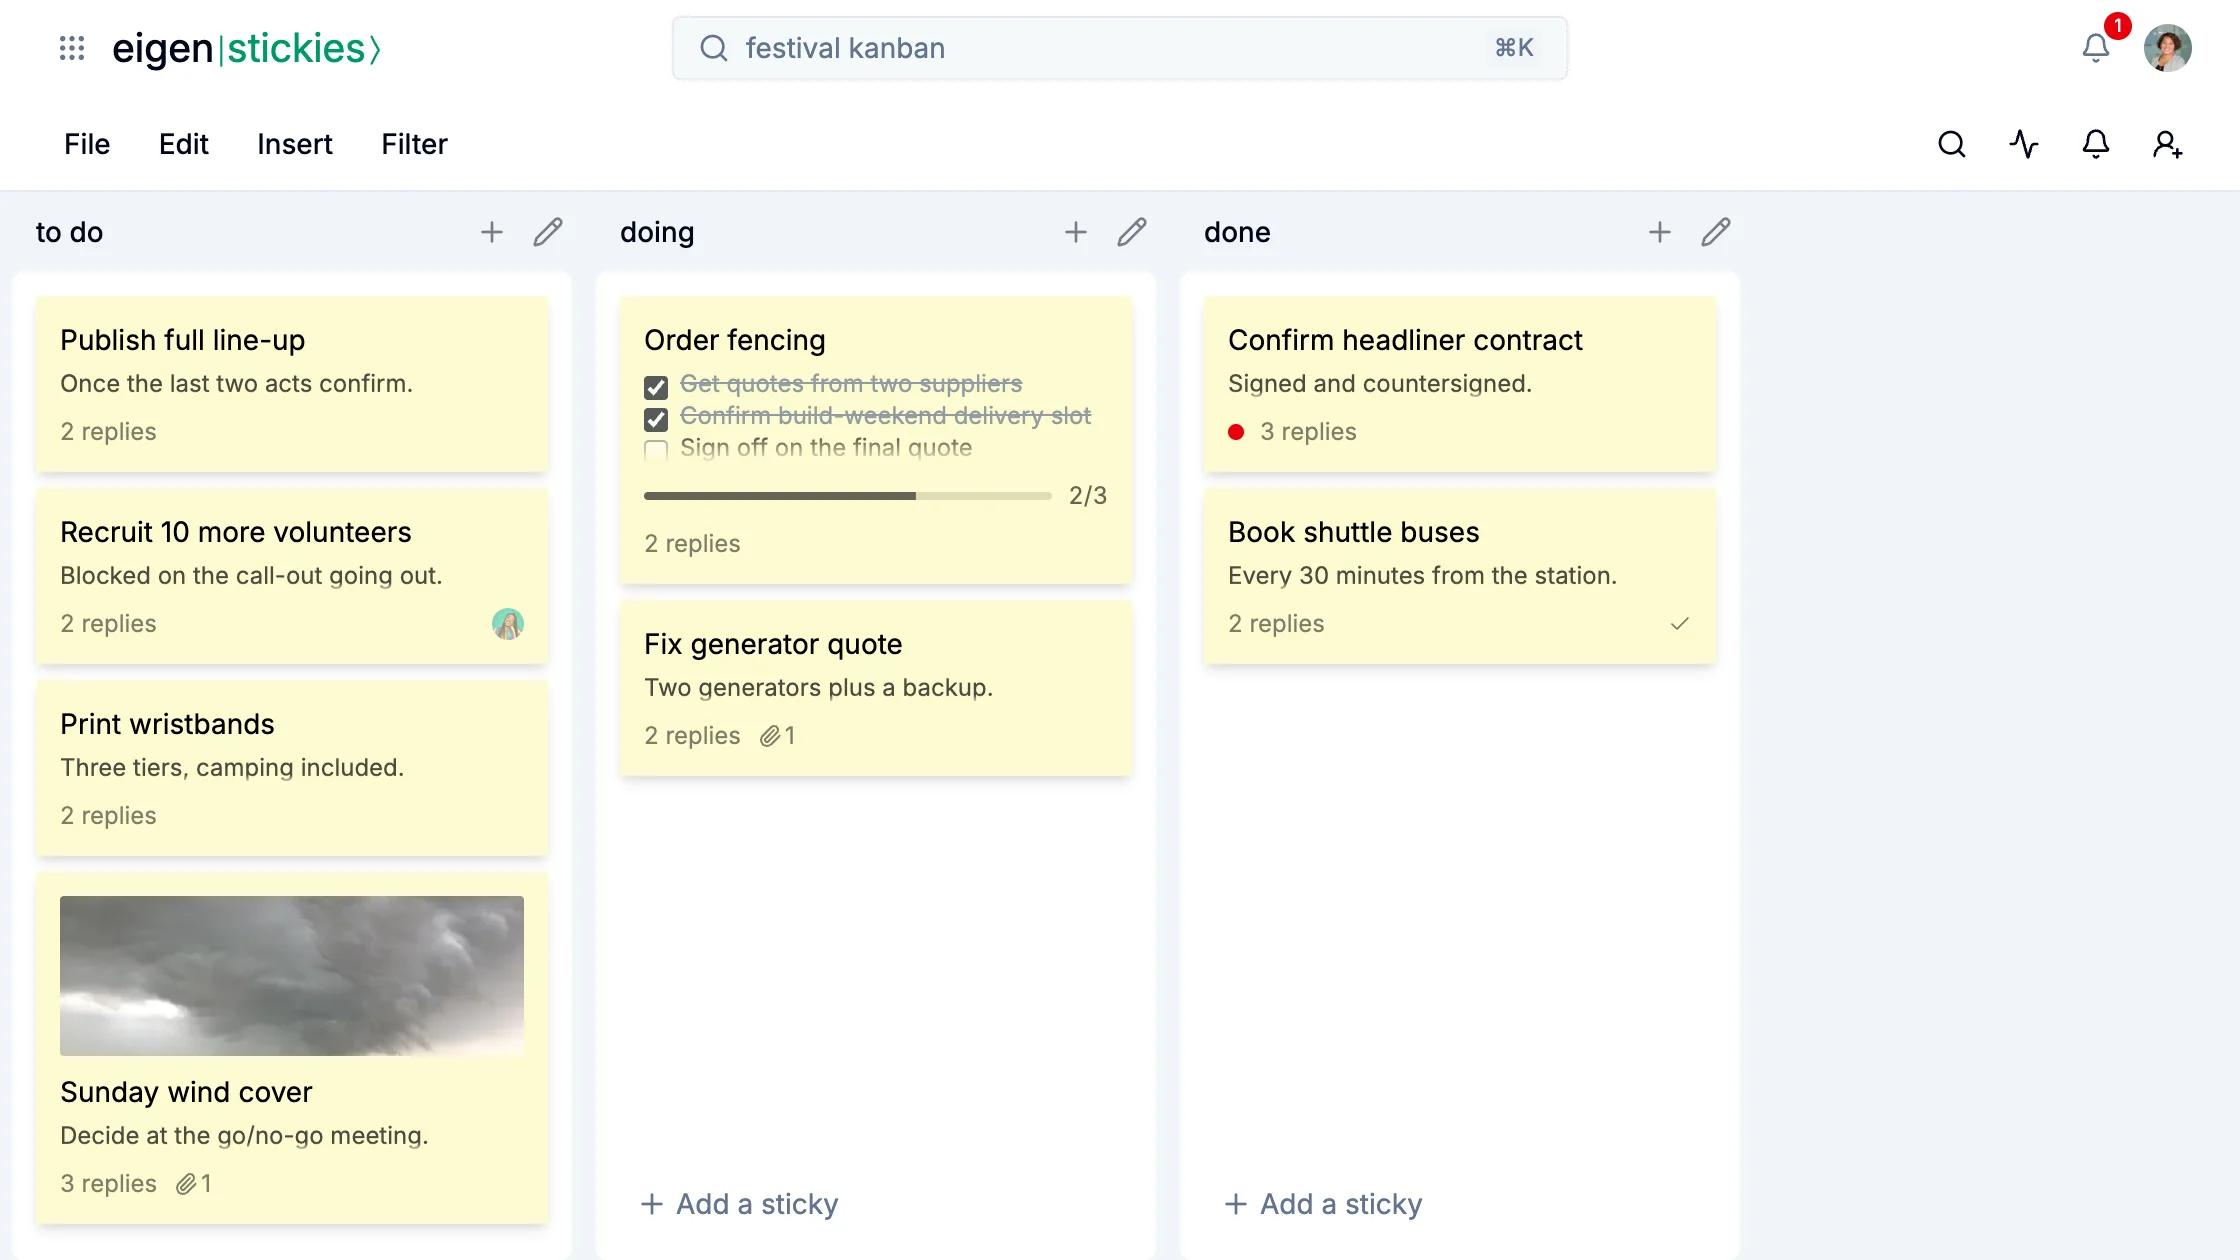 eigen|stickies⟩
festival kanban
⌘K
1
File Edit Insert Filter
to do
Publish full line-up
Once the last two acts confirm.
2 replies
Recruit 10 more volunteers
Blocked on the call-out going out.
2 replies
Print wristbands
Three tiers, camping included.
2 replies
Sunday wind cover
Decide at the go/no-go meeting.
3 replies 1
doing
Order fencing
Get quotes from two suppliers
Confirm build-weekend delivery slot
Sign off on the final quote
2/3
2 replies
Fix generator quote
Two generators plus a backup.
2 replies 1
+ Add a sticky
done
Confirm headliner contract
Signed and countersigned.
3 replies
Book shuttle buses
Every 30 minutes from the station.
2 replies
+ Add a sticky